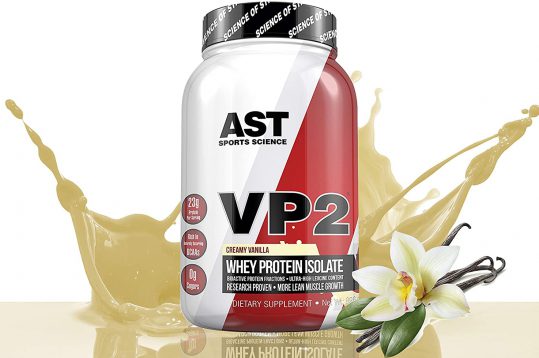 SCIENCE OF
AST
SPORTS SCIENCE
VP2
CREAMY VANILLA
WHEY PROTEIN ISOLATE
BIOACTIVE PROTEIN FRACTIONS • ULTRA-HIGH LEUCINE CONTENT
RESEARCH PROVEN • MORE LEAN MUSCLE GROWTH
DIETARY SUPPLEMENT •
23g
BCAAs
0g